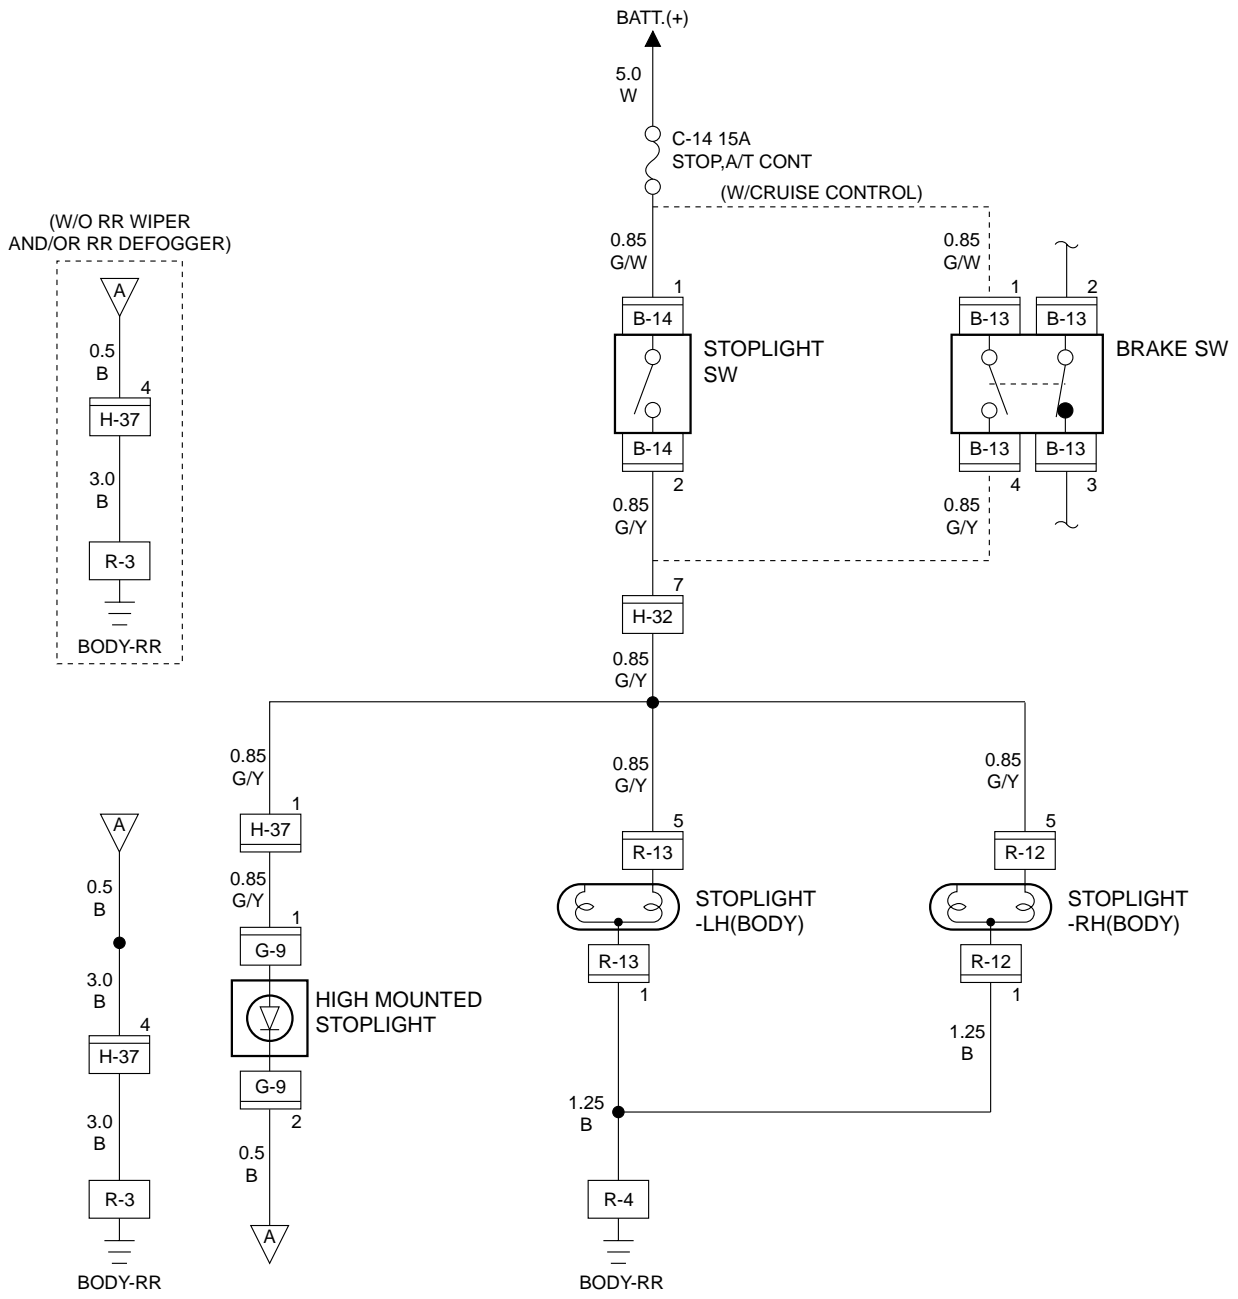 BATT.(+)
5.0
W
C-14 15A
STOP,A/T CONT
(W/CRUISE CONTROL)
(W/O RR WIPER
AND/OR RR DEFOGGER)
A
0.5
B
4
H-37
3.0
B
R-3
BODY-RR
0.85
G/W
1
B-14
STOPLIGHT
SW
B-14
2
0.85
G/Y
0.85
G/W
1
2
B-13
B-13
BRAKE SW
B-13
B-13
4
3
0.85
G/Y
7
H-32
0.85
G/Y
0.85
G/Y
1
H-37
0.85
G/Y
1
G-9
HIGH MOUNTED
STOPLIGHT
G-9
2
0.5
B
A
A
0.5
B
3.0
B
4
H-37
3.0
B
R-3
BODY-RR
0.85
G/Y
5
R-13
STOPLIGHT
-LH(BODY)
R-13
1
1.25
B
R-4
BODY-RR
0.85
G/Y
5
R-12
STOPLIGHT
-RH(BODY)
R-12
1
1.25
B